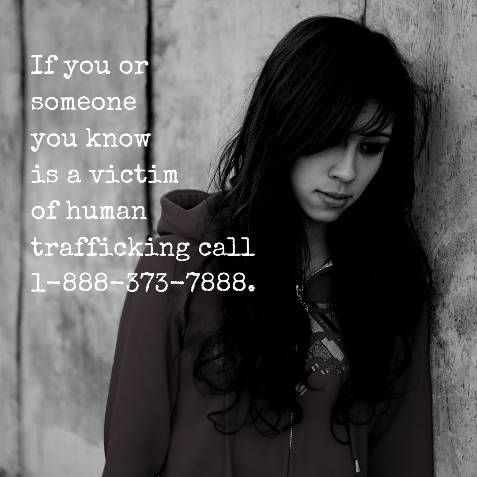 If you or
someone
you know
is a victim
of human
trafficking call
1-888-373-7888.